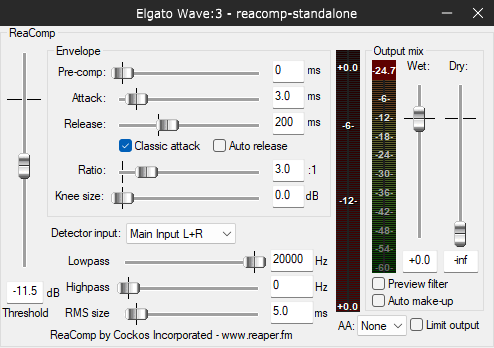 Elgato Wave:3 - reacomp-standalone
ReaComp
Envelope
Pre-comp: 0 ms
Attack: 3.0 ms
Release: 200 ms
Classic attack Auto release
Ratio: 3.0 :1
Knee size: 0.0 dB
Detector input: Main Input L+R
Lowpass 20000 Hz
Highpass: 0 Hz
RMS size 5.0 ms
-11.5 dB
Threshold
ReaComp by Cockos Incorporated - www.reaper.fm
+0.0
-6-
-12-
+0.0
AA: None Limit output
Output mix
-24.7 Wet: Dry:
-6-
-12-
-18-
-24-
-30-
-36-
-42-
-48-
-54-
-60
+0.0 -inf
Preview filter
Auto make-up